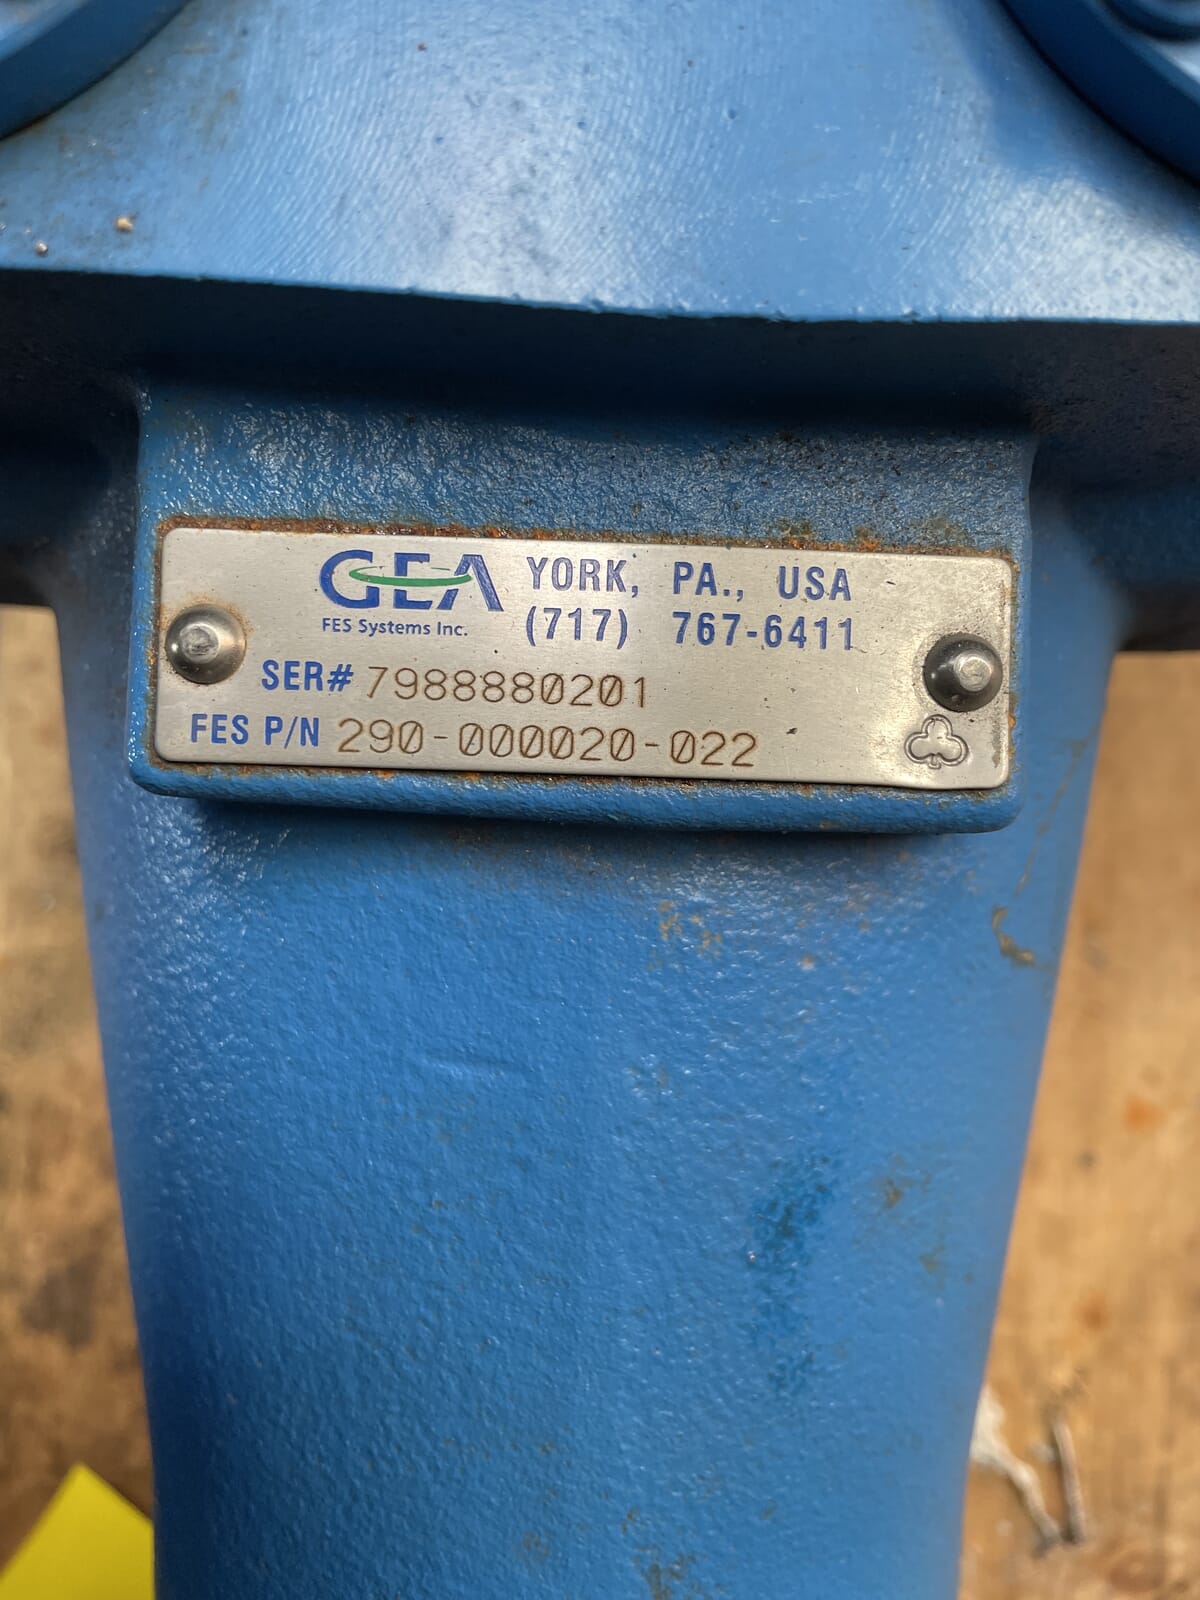 GEA YORK, PA., USA
FES Systems Inc. (717) 767-6411
SER# 7988880201
FES P/N 290-000020-022